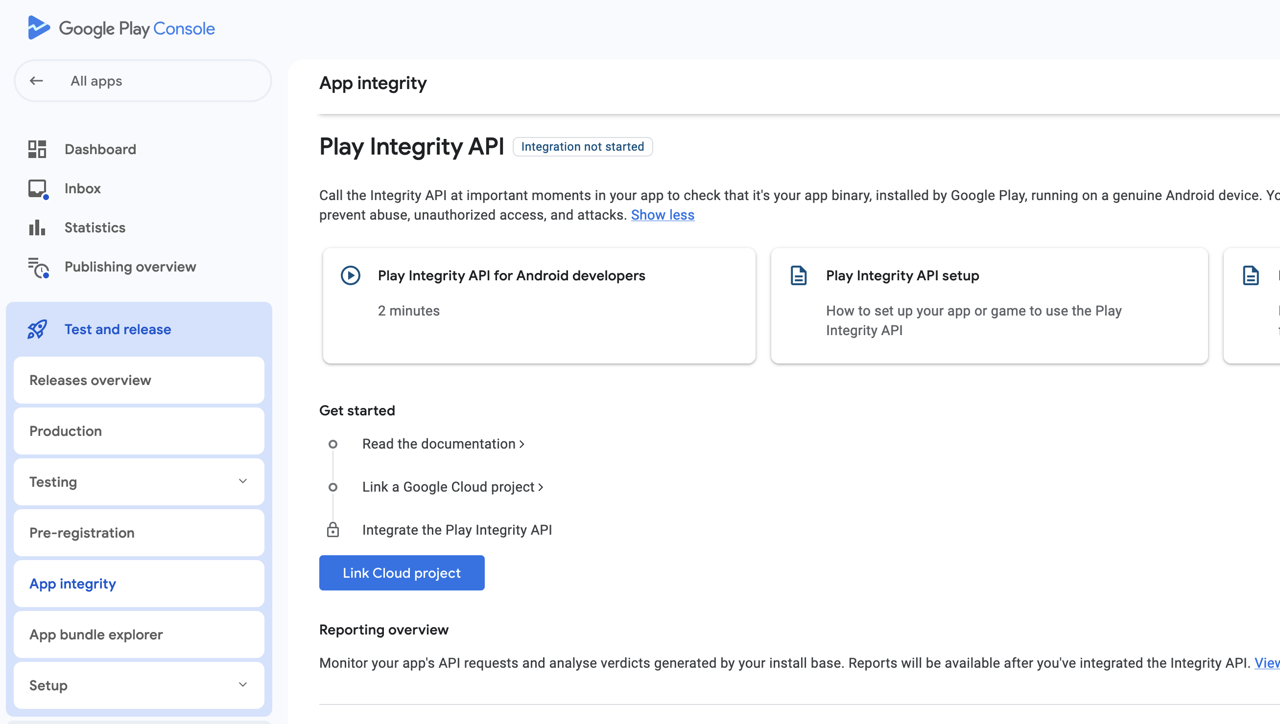 Google Play Console
All apps
Dashboard
Inbox
Statistics
Publishing overview
Test and release
Releases overview
Production
Testing
Pre-registration
App integrity
App bundle explorer
Setup
App integrity
Play Integrity API Integration not started
Call the Integrity API at important moments in your app to check that it's your app binary, installed by Google Play, running on a genuine Android device.
prevent abuse, unauthorized access, and attacks. Show less
Play Integrity API for Android developers
2 minutes
Play Integrity API setup
How to set up your app or game to use the Play
Integrity API
Get started
Read the documentation >
Link a Google Cloud project >
Integrate the Play Integrity API
Link Cloud project
Reporting overview
Monitor your app's API requests and analyse verdicts generated by your install base. Reports will be available after you've integrated the Integrity API. View